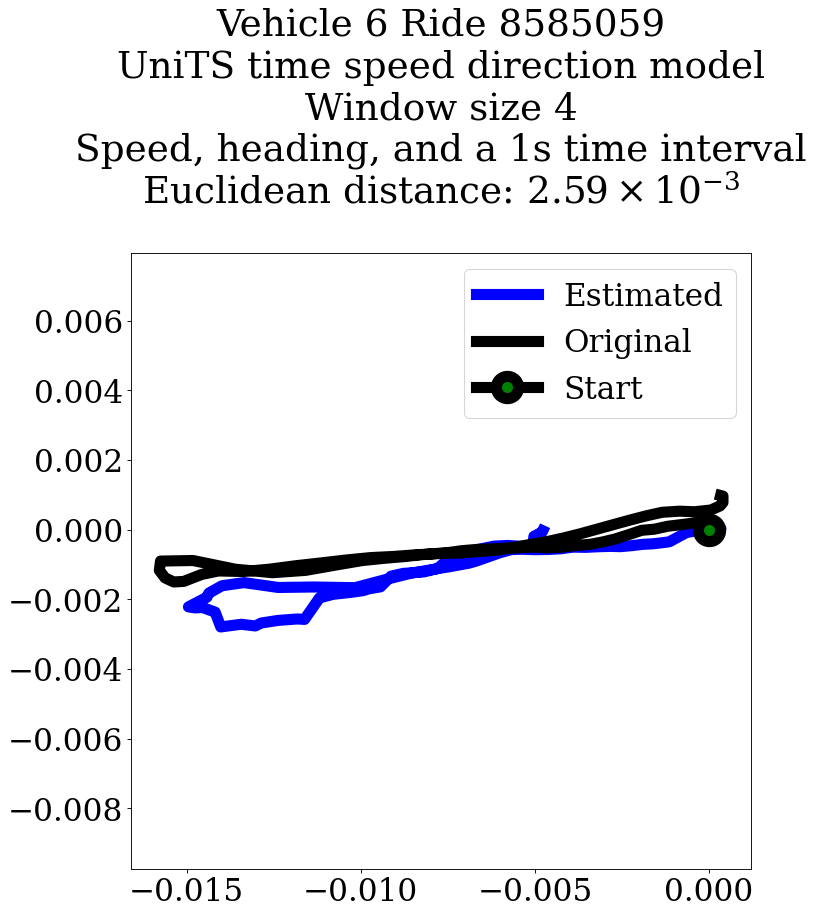 Vehicle 6 Ride 8585059
UniTS time speed direction model
Window size 4
Speed, heading, and a 1s time interval
Euclidean distance: 2.59 × 10⁻³
Estimated
Original
Start
0.006
0.004
0.002
0.000
−0.002
−0.004
−0.006
−0.008
−0.015 −0.010 −0.005 0.000